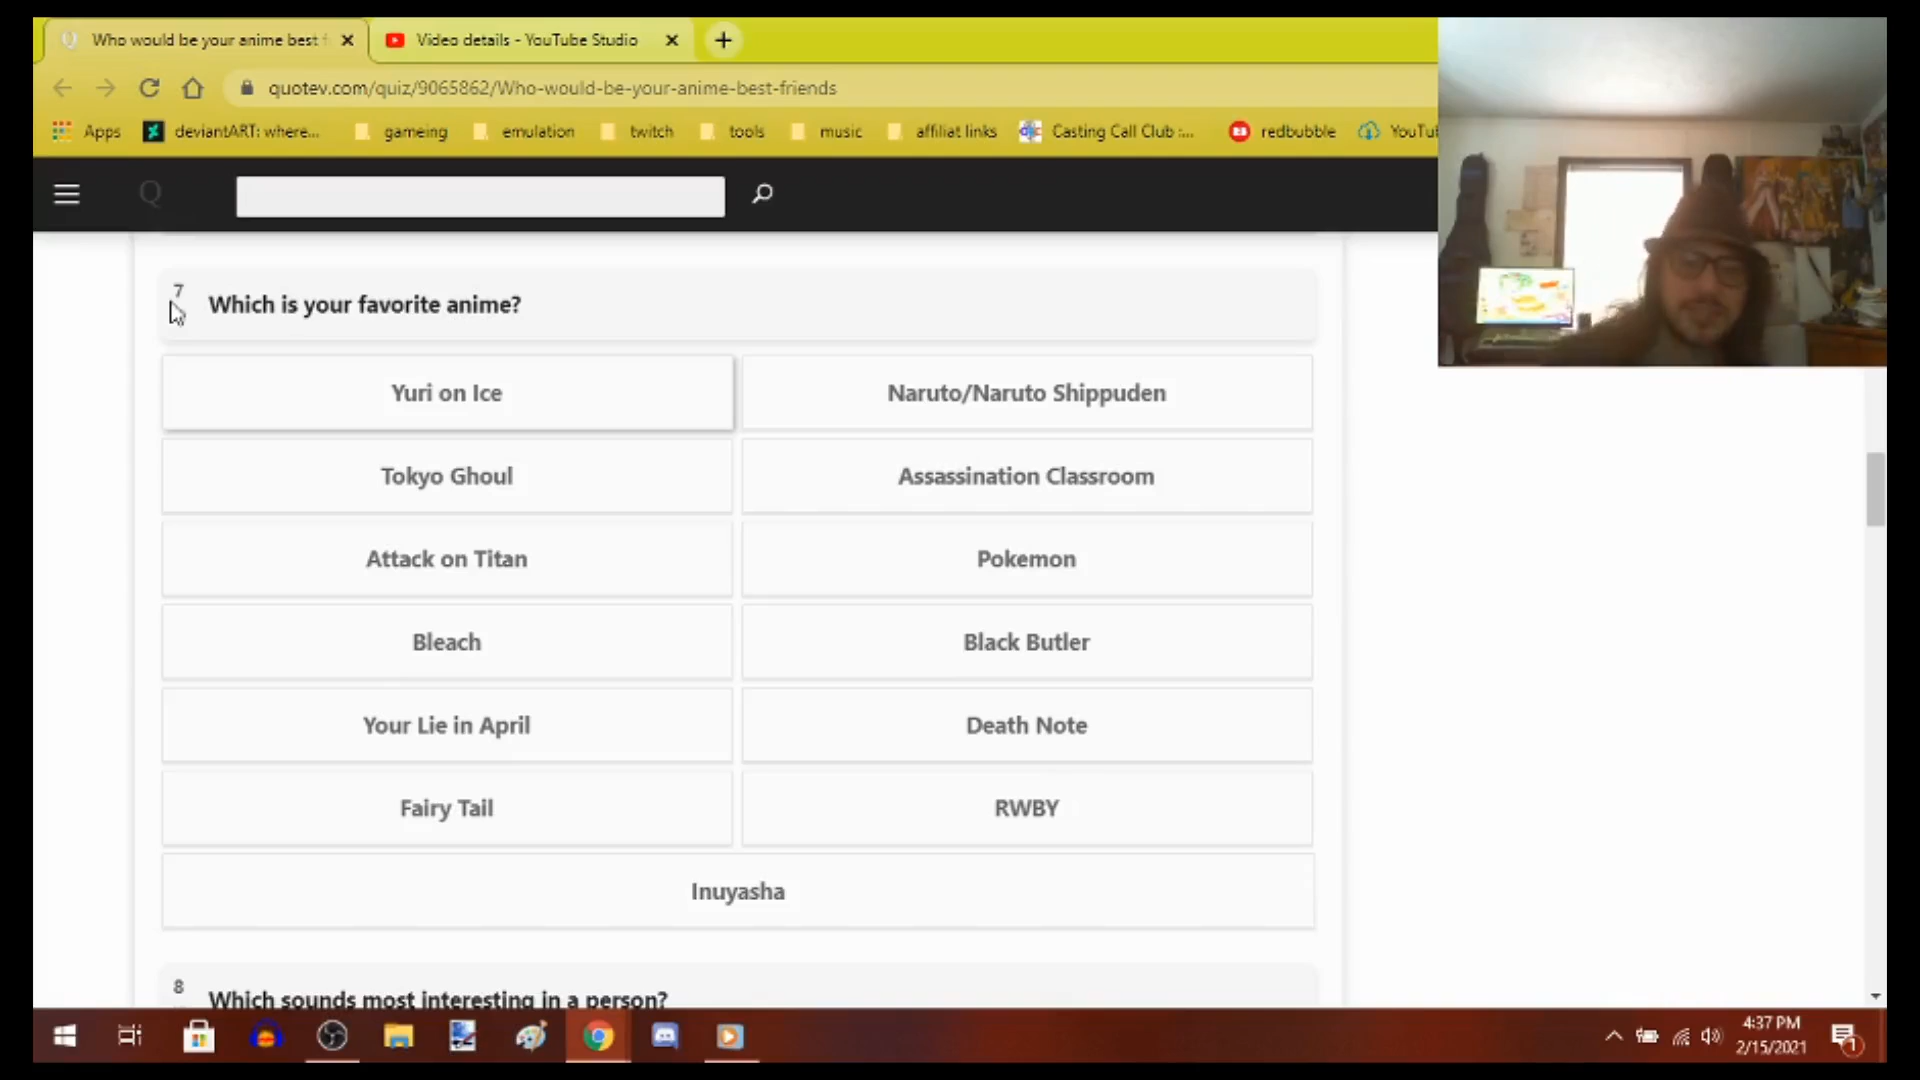 Who would be your anime best f
Video details - YouTube Studio
quotev.com/quiz/9065862/Who-would-be-your-anime-best-friends
Apps deviantART: where... gameing emulation twitch tools music affiliat links Casting Call Club :... redbubble YouTu
Q
7
Which is your favorite anime?
Yuri on Ice Naruto/Naruto Shippuden
Tokyo Ghoul Assassination Classroom
Attack on Titan Pokemon
Bleach Black Butler
Your Lie in April Death Note
Fairy Tail RWBY
Inuyasha
8
Which sounds most interesting in a person?
4:37 PM
2/15/2021
1